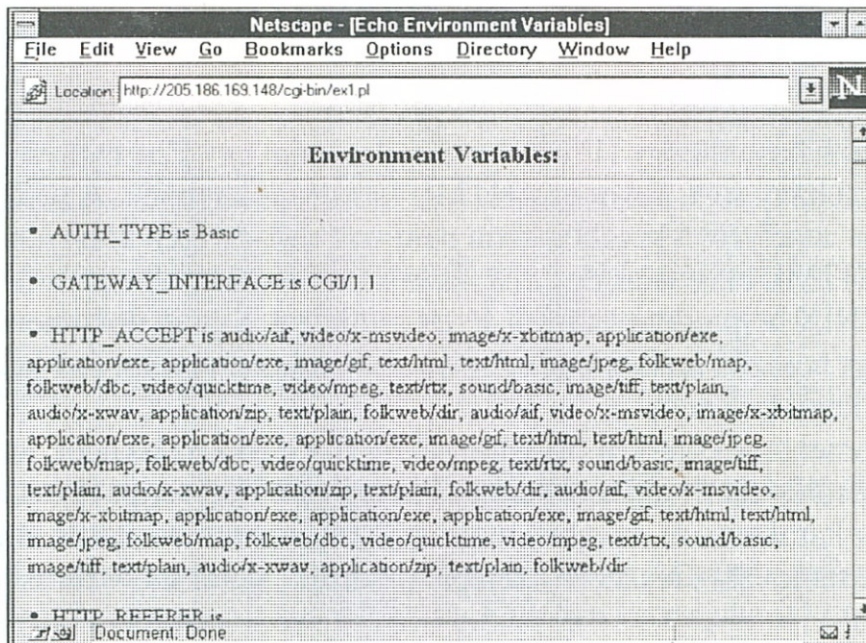 Netscape - [Echo Environment Variables]
File Edit View Go Bookmarks Options Directory Window Help
Location: http://205.186.169.148/cgi-bin/ex1.pl
N
Environment Variables:
• AUTH_TYPE is Basic
• GATEWAY_INTERFACE is CGI/1.1
• HTTP_ACCEPT is audio/aif, video/x-msvideo, image/x-xbitmap, application/exe,
application/exe, application/exe, image/gif, text/html, text/html, image/jpeg, folkweb/map,
folkweb/dbc, video/quicktime, video/mpeg, text/rtx, sound/basic, image/tiff, text/plain,
audio/x-xwav, application/zip, text/plain, folkweb/dir, audio/aif, video/x-msvideo, image/x-xbitmap,
application/exe, application/exe, application/exe, image/gif, text/html, text/html, image/jpeg,
folkweb/map, folkweb/dbc, video/quicktime, video/mpeg, text/rtx, sound/basic, image/tiff,
text/plain, audio/x-xwav, application/zip, text/plain, folkweb/dir, audio/aif, video/x-msvideo,
image/x-xbitmap, application/exe, application/exe, application/exe, image/gif, text/html, text/html,
image/jpeg, folkweb/map, folkweb/dbc, video/quicktime, video/mpeg, text/rtx, sound/basic,
image/tiff, text/plain, audio/x-xwav, application/zip, text/plain, folkweb/dir
• HTTP_REFERER is
Document: Done